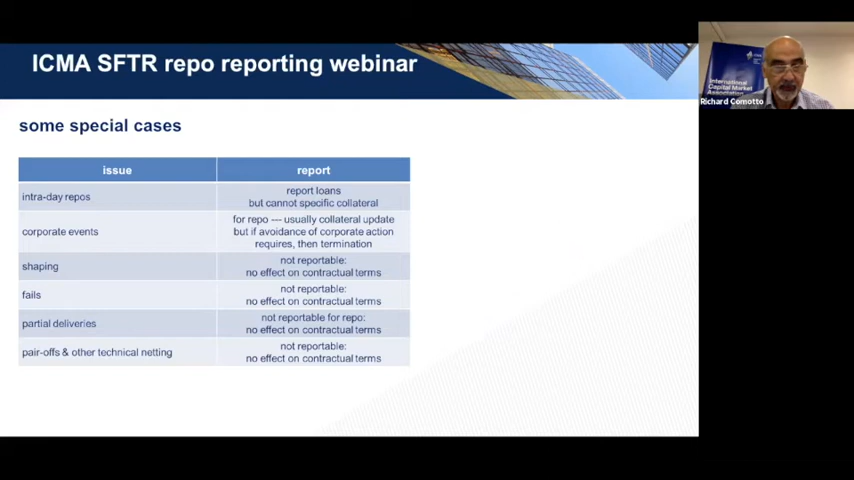 ICMA SFTR repo reporting webinar
some special cases
issue
report
intra-day repos
report loans
but cannot specific collateral
corporate events
for repo --- usually collateral update
but if avoidance of corporate action
requires, then termination
shaping
not reportable:
no effect on contractual terms
fails
not reportable:
no effect on contractual terms
partial deliveries
not reportable for repo:
no effect on contractual terms
pair-offs & other technical netting
not reportable:
no effect on contractual terms
International
Capital Market
Association
Richard Comotto